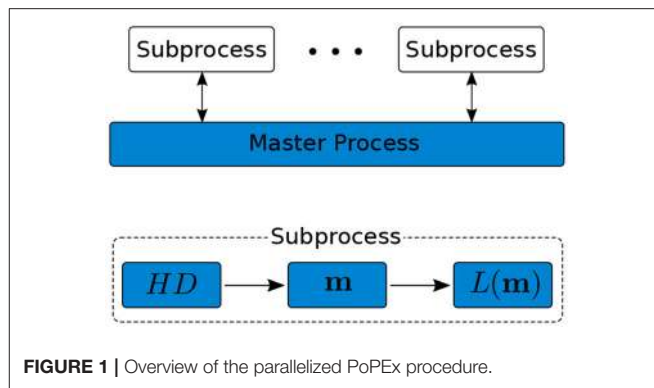 Subprocess • • • Subprocess
Master Process
Subprocess
HD m L(m)
FIGURE 1 | Overview of the parallelized PoPEx procedure.